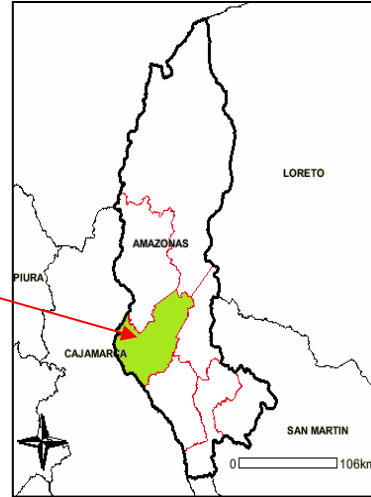 LORETO
AMAZONAS
PIURA
CAJAMARCA
SAN MARTIN
0 106km